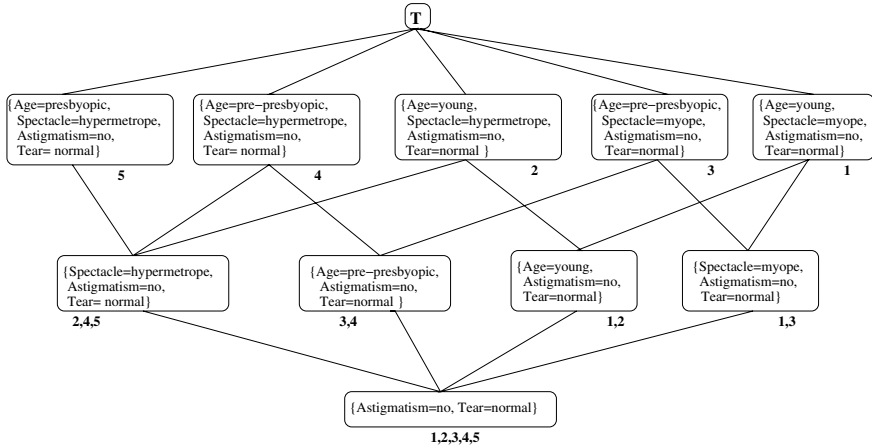 T
{Age=presbyopic,
Spectacle=hypermetrope,
Astigmatism=no,
Tear= normal}
5
{Age=pre−presbyopic,
Spectacle=hypermetrope,
Astigmatism=no,
Tear= normal}
4
{Age=young,
Spectacle=hypermetrope,
Astigmatism=no,
Tear=normal }
2
{Age=pre−presbyopic,
Spectacle=myope,
Astigmatism=no,
Tear=normal}
3
{Age=young,
Spectacle=myope,
Astigmatism=no,
Tear=normal}
1
{Spectacle=hypermetrope,
Astigmatism=no,
Tear= normal}
2,4,5
{Age=pre−presbyopic,
Astigmatism=no,
Tear=normal }
3,4
{Age=young,
Astigmatism=no,
Tear=normal}
1,2
{Spectacle=myope,
Astigmatism=no,
Tear=normal}
1,3
{Astigmatism=no, Tear=normal}
1,2,3,4,5